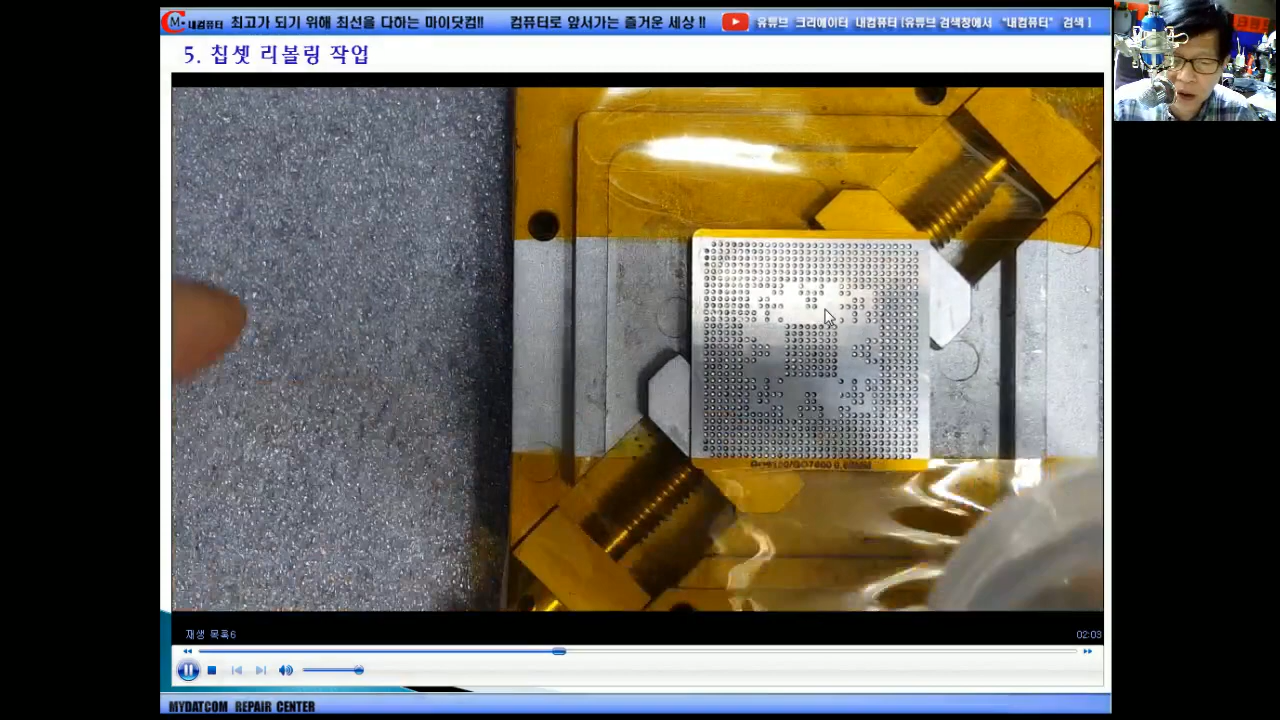 C M 내컴퓨터 최고가 되기 위해 최선을 다하는 마이닷컴!! 컴퓨터로 앞서가는 즐거운 세상 !! 유튜브 크리에이터 내컴퓨터 [유튜브 검색창에서 “내컴퓨터” 검색 ]
5. 칩셋 리볼링 작업
재생 목록6
02:03
MYDATCOM REPAIR CENTER